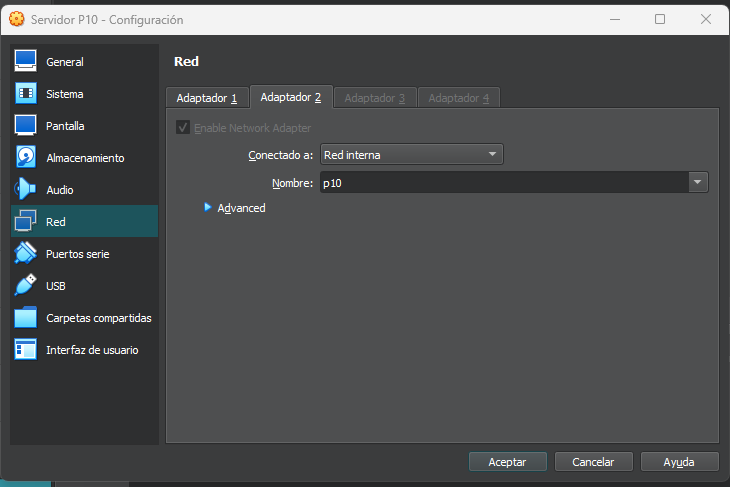 Servidor P10 - Configuración
General
Sistema
Pantalla
Almacenamiento
Audio
Red
Puertos serie
USB
Carpetas compartidas
Interfaz de usuario
Red
Adaptador 1 Adaptador 2 Adaptador 3 Adaptador 4
Enable Network Adapter
Conectado a: Red interna
Nombre: p10
Advanced
Aceptar Cancelar Ayuda